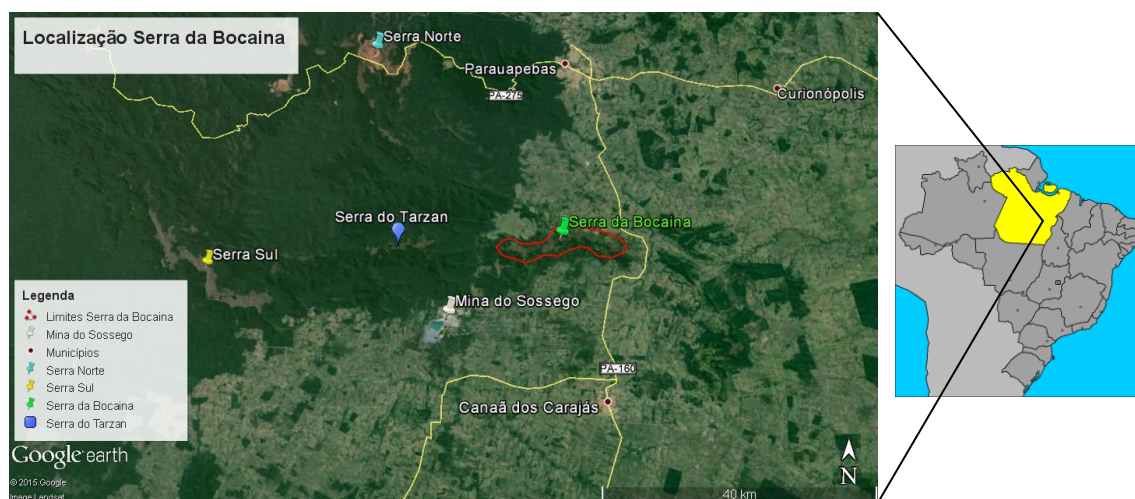 Localização Serra da Bocaina
Serra Norte
Parauapebas
PA-275
Curionópolis
Serra do Tarzan
Serra da Bocaina
Serra Sul
Mina do Sossego
Legenda
Limites Serra da Bocaina
Mina do Sossego
Municípios
Serra Norte
Serra Sul
Serra da Bocaina
Serra do Tarzan
PA-160
Canaã dos Carajás
Google earth
© 2015 Google
Image Landsat
N
40 km